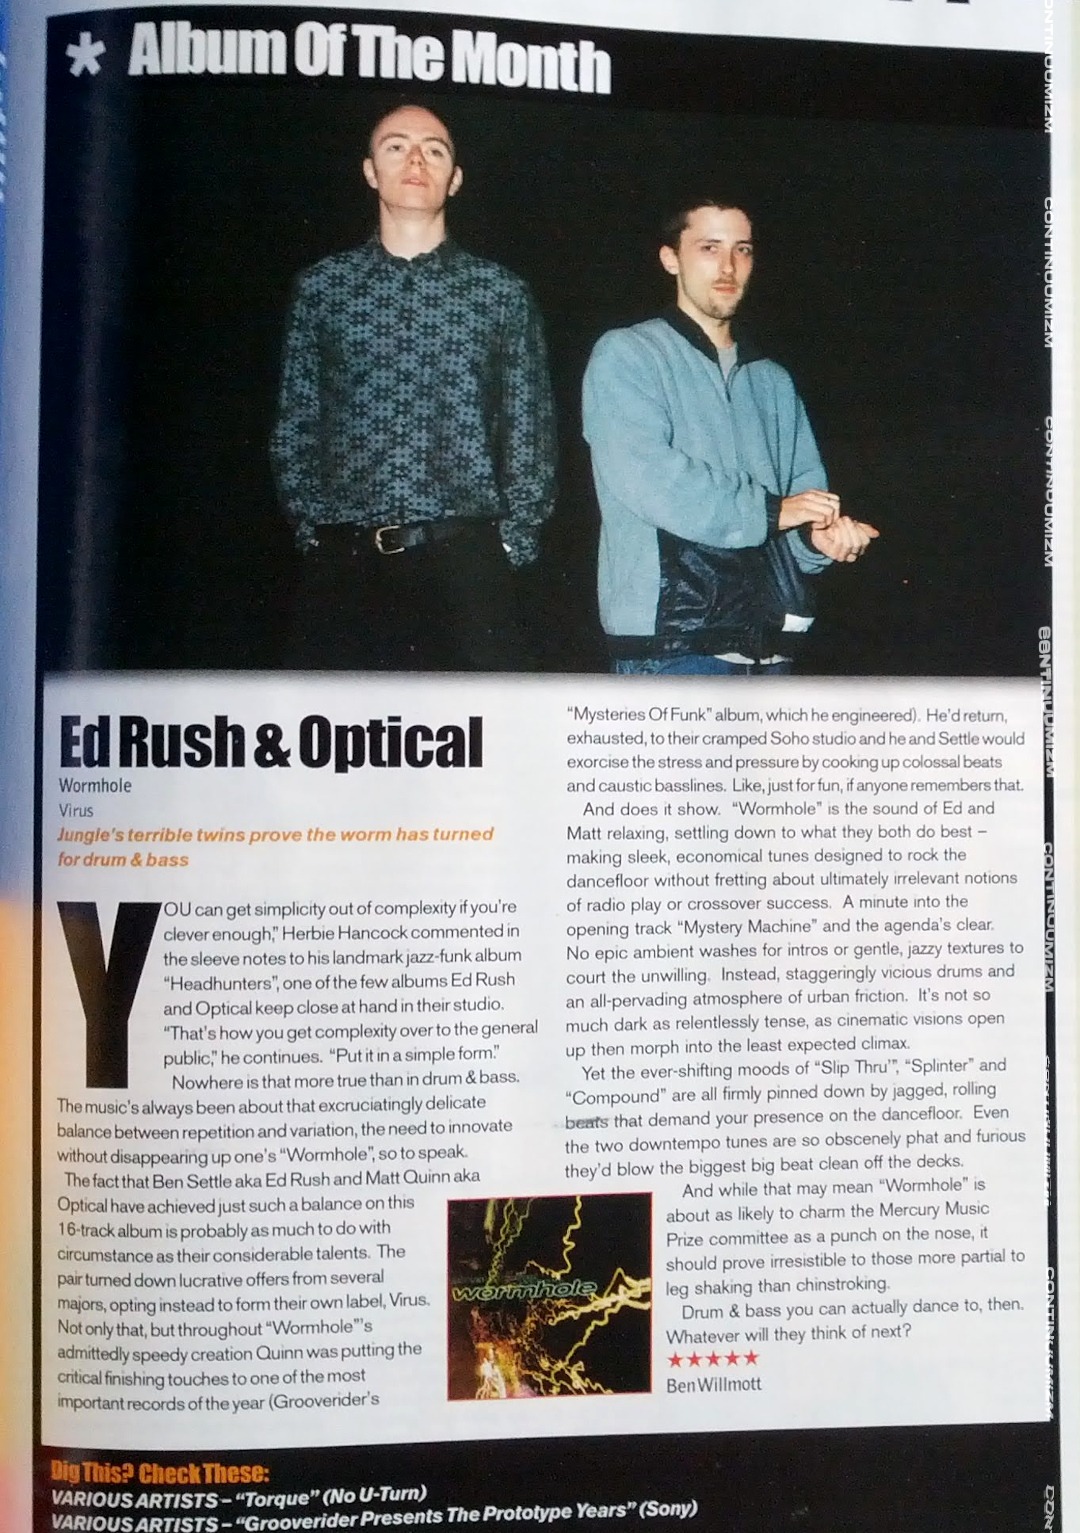 * Album Of The Month
Ed Rush & Optical
Wormhole
Virus
Jungle's terrible twins prove the worm has turned
for drum & bass
YOU can get simplicity out of complexity if you're
clever enough," Herbie Hancock commented in
the sleeve notes to his landmark jazz-funk album
"Headhunters", one of the few albums Ed Rush
and Optical keep close at hand in their studio.
"That's how you get complexity over to the general
public," he continues. "Put it in a simple form."
Nowhere is that more true than in drum & bass.
The music's always been about that excruciatingly delicate
balance between repetition and variation, the need to innovate
without disappearing up one's "Wormhole", so to speak.
The fact that Ben Settle aka Ed Rush and Matt Quinn aka
Optical have achieved just such a balance on this
16-track album is probably as much to do with
circumstance as their considerable talents. The
pair turned down lucrative offers from several
majors, opting instead to form their own label, Virus.
Not only that, but throughout "Wormhole"'s
admittedly speedy creation Quinn was putting the
critical finishing touches to one of the most
important records of the year (Grooverider's
"Mysteries Of Funk" album, which he engineered). He'd return,
exhausted, to their cramped Soho studio and he and Settle would
exorcise the stress and pressure by cooking up colossal beats
and caustic basslines. Like, just for fun, if anyone remembers that.
And does it show. "Wormhole" is the sound of Ed and
Matt relaxing, settling down to what they both do best –
making sleek, economical tunes designed to rock the
dancefloor without fretting about ultimately irrelevant notions
of radio play or crossover success. A minute into the
opening track "Mystery Machine" and the agenda's clear.
No epic ambient washes for intros or gentle, jazzy textures to
court the unwilling. Instead, staggeringly vicious drums and
an all-pervading atmosphere of urban friction. It's not so
much dark as relentlessly tense, as cinematic visions open
up then morph into the least expected climax.
Yet the ever-shifting moods of "Slip Thru'", "Splinter" and
"Compound" are all firmly pinned down by jagged, rolling
beats that demand your presence on the dancefloor. Even
the two downtempo tunes are so obscenely phat and furious
they'd blow the biggest big beat clean off the decks.
And while that may mean "Wormhole" is
about as likely to charm the Mercury Music
Prize committee as a punch on the nose, it
should prove irresistible to those more partial to
leg shaking than chinstroking.
Drum & bass you can actually dance to, then.
Whatever will they think of next?
★★★★★
Ben Willmott
wormhole
Dig This? Check These:
VARIOUS ARTISTS – "Torque" (No U-Turn)
VARIOUS ARTISTS – "Grooverider Presents The Prototype Years" (Sony)
CONTINUUMIZM
CONTINUUMIZM
CONTINUUMIZM
CONTINUUMIZM
CONTINUUMIZM
CONTINUUMIZM